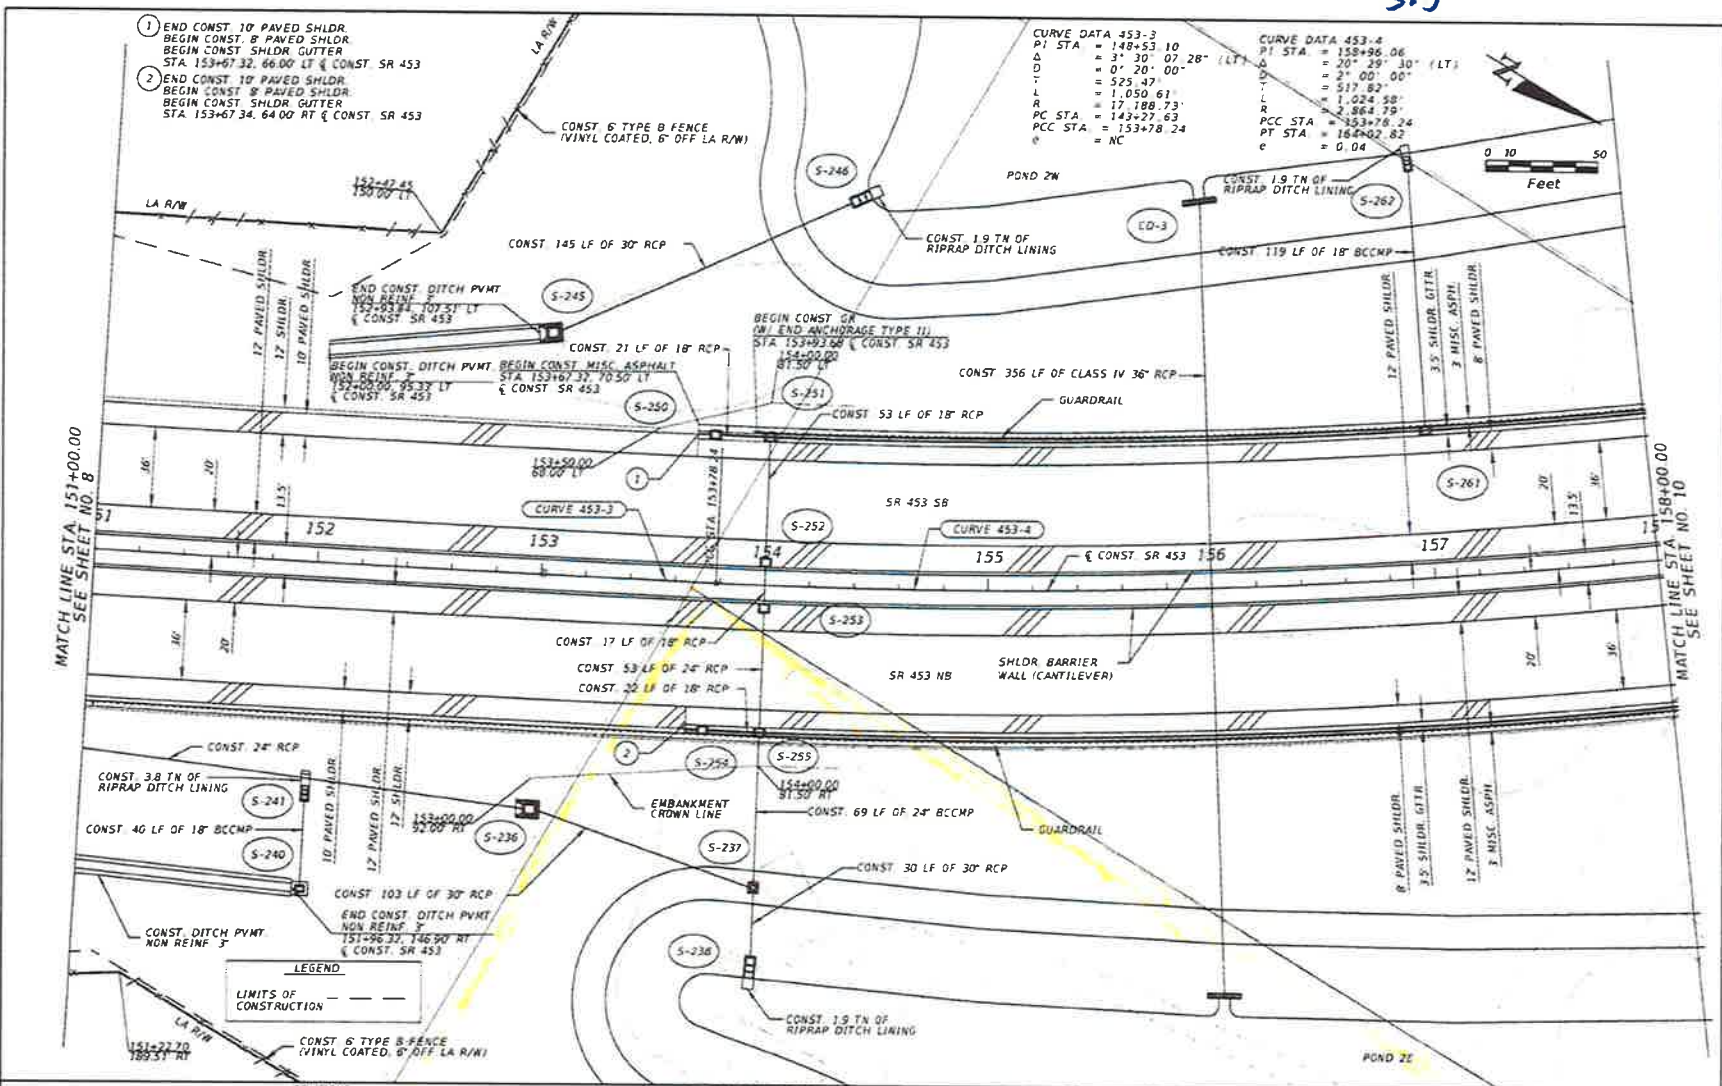 ① END CONST. 10' PAVED SHLDR.
BEGIN CONST. 8' PAVED SHLDR.
BEGIN CONST SHLDR. GUTTER
STA. 153+67.32, 66.00' LT ℄ CONST. SR 453
② END CONST. 10' PAVED SHLDR.
BEGIN CONST 8' PAVED SHLDR.
BEGIN CONST. SHLDR. GUTTER
STA. 153+67.34, 64.00' RT ℄ CONST. SR 453
LA R/W
CONST 6' TYPE B FENCE
(VINYL COATED, 6" OFF LA R/W)
CURVE DATA 453-3
PI STA. = 148+53.10
Δ = 3° 30' 07.28" (LT)
D = 0° 20' 00"
T = 525.47'
L = 1,050.61'
R = 17,188.73'
PC STA. = 143+27.63
PCC STA. = 153+78.24
e = NC
CURVE DATA 453-4
PI STA. = 158+96.06
Δ = 20° 29' 30" (LT)
D = 2° 00' 00"
T = 517.82'
L = 1,024.58'
R = 2,864.79'
PCC STA. = 153+78.24
PT STA. = 164+02.82
e = 0.04
N
0 10 50
Feet
152+42.45
150.00' LT
LA R/W
S-246
POND 2W
CONST. 1.9 TN OF
RIPRAP DITCH LINING
S-262
CD-3
CONST. 1.9 TN OF
RIPRAP DITCH LINING
CONST. 145 LF OF 30" RCP
CONST 119 LF OF 18" BCCMP
12' PAVED SHLDR.
12' SHLDR.
10' PAVED SHLDR.
END CONST. DITCH PVMT
NON REINF. 3"
152+93.84, 107.51' LT
℄ CONST. SR 453
S-245
BEGIN CONST GR
(W/ END ANCHORAGE TYPE II)
STA. 153+93.68 ℄ CONST. SR 453
154+00.00
81.50' LT
CONST. 21 LF OF 18" RCP
BEGIN CONST. DITCH PVMT.
NON REINF. 3"
152+00.00, 95.33' LT
℄ CONST. SR 453
BEGIN CONST. MISC. ASPHALT
STA. 153+67.32, 70.50' LT
℄ CONST SR 453
CONST 356 LF OF CLASS IV 36" RCP
12' PAVED SHLDR.
3.5' SHLDR. GTTR.
3' MISC. ASPH.
8' PAVED SHLDR.
S-250
S-251
CONST 53 LF OF 18" RCP
GUARDRAIL
MATCH LINE STA. 151+00.00
SEE SHEET NO. 8
36'
20'
13.5'
153+50.00
68.00' LT
1
PCC STA. 153+78.24
SR 453 SB
S-261
20'
13.5'
36'
MATCH LINE STA. 158+00.00
SEE SHEET NO. 10
CURVE 453-3
S-252
CURVE 453-4
51
152
153
154
155
℄ CONST. SR 453
156
157
15
36'
20'
S-253
CONST. 17 LF OF 18" RCP
CONST. 53 LF OF 24" RCP
CONST. 22 LF OF 18" RCP
SR 453 NB
SHLDR. BARRIER
WALL (CANTILEVER)
20'
36'
CONST. 24" RCP
2
S-254
S-255
CONST. 3.8 TN OF
RIPRAP DITCH LINING
S-241
10' PAVED SHLDR.
12' PAVED SHLDR.
12' SHLDR.
153+00.00
92.00' RT
S-236
EMBANKMENT
CROWN LINE
154+00.00
81.50' RT
CONST. 69 LF OF 24" BCCMP
GUARDRAIL
8' PAVED SHLDR.
3.5' SHLDR. GTTR.
12' PAVED SHLDR.
3' MISC. ASPH.
CONST. 40 LF OF 18" BCCMP
S-240
S-237
CONST 30 LF OF 30" RCP
CONST 103 LF OF 30" RCP
END CONST. DITCH PVMT.
NON REINF. 3"
151+96.32, 146.90' RT
℄ CONST. SR 453
CONST. DITCH PVMT.
NON REINF. 3"
S-238
LEGEND
LIMITS OF
CONSTRUCTION
CONST 1.9 TN OF
RIPRAP DITCH LINING
LA R/W
151+22.70
189.51' RT
CONST 6' TYPE B FENCE
(VINYL COATED, 6" OFF LA R/W)
POND 2E